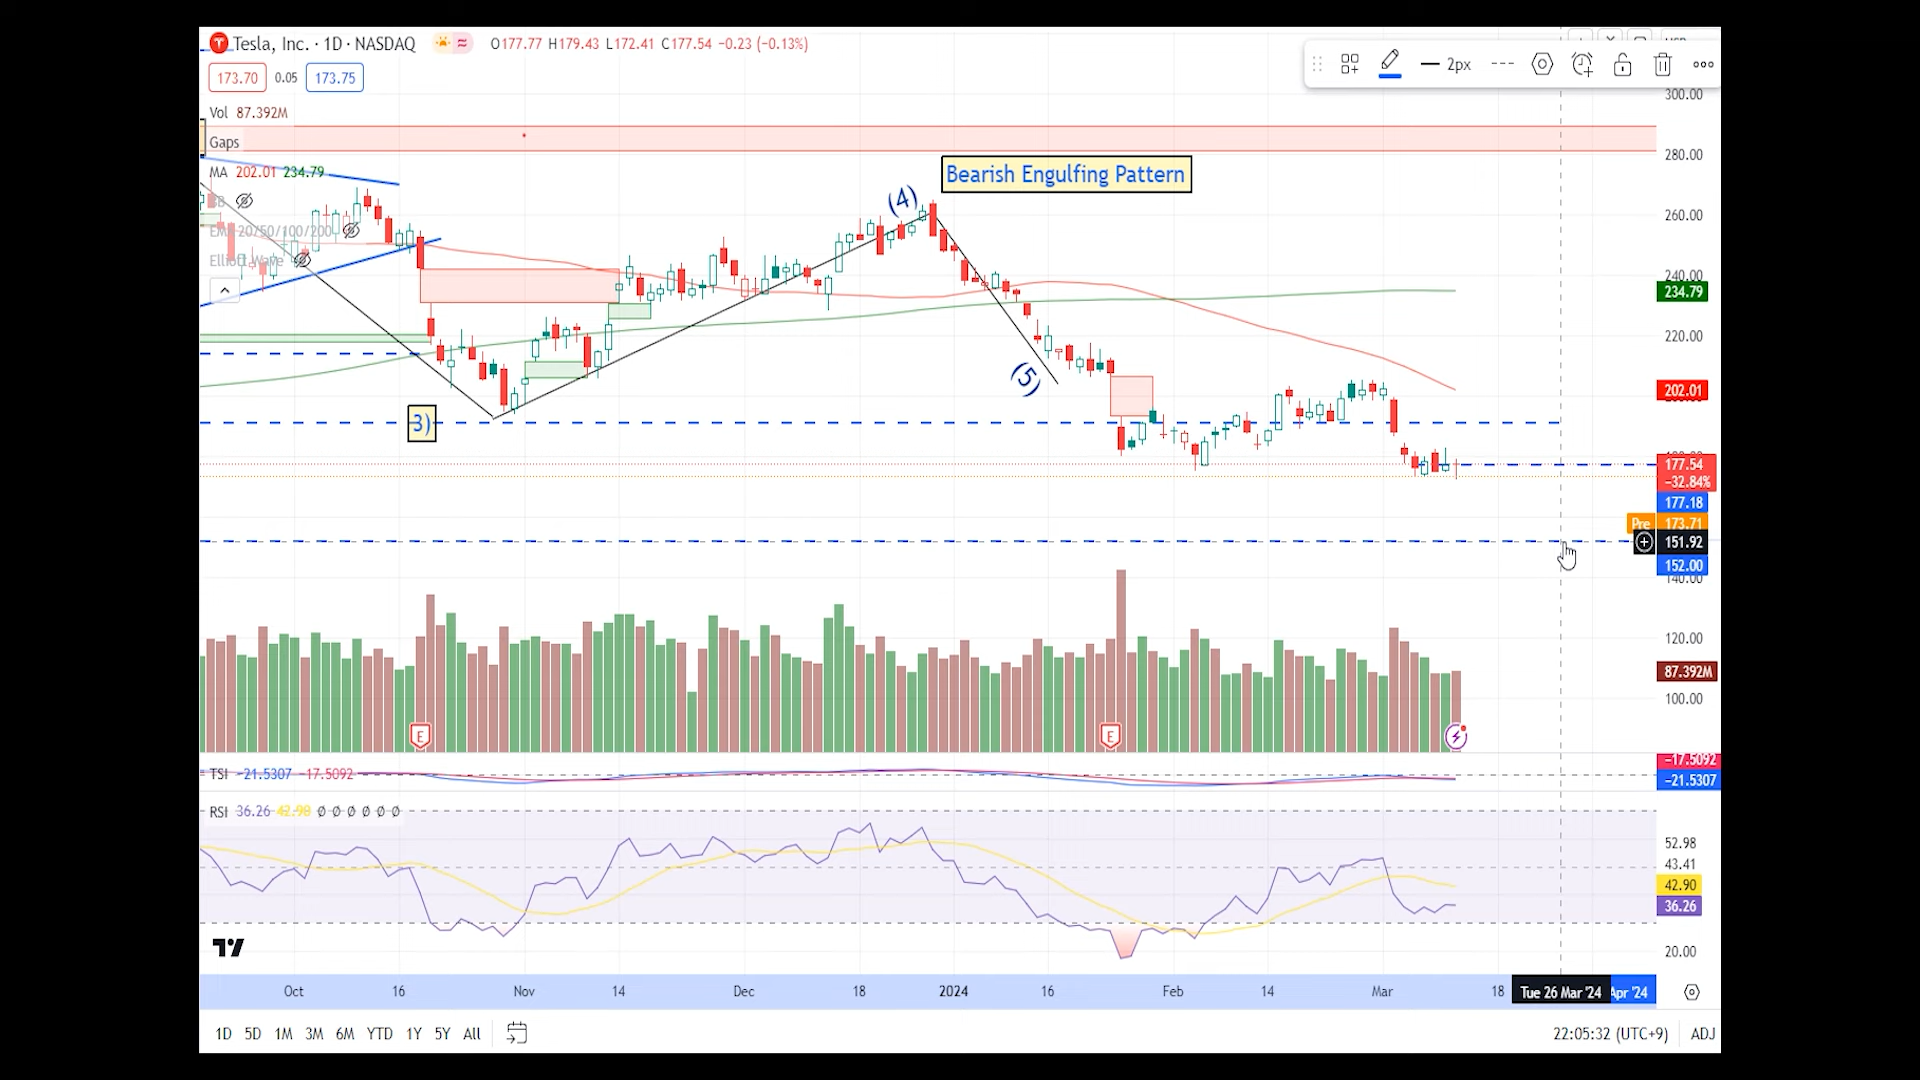 Tesla, Inc. · 1D · NASDAQ
O177.77 H179.43 L172.41 C177.54 −0.23 (−0.13%)
2px
173.70 0.05 173.75
Vol 87.392M
Gaps
MA 202.01 234.79
EMA 20/50/100/200
Elliott Wave
Bearish Engulfing Pattern
(4)
(5)
3)
300.00
280.00
260.00
240.00
234.79
220.00
202.01
177.54
−32.84%
177.18
Pre 173.71
151.92
152.00
140.00
120.00
87.392M
100.00
E
E
TSI −21.5307 −17.5092
−17.5092
−21.5307
RSI 36.26 42.98 Ø Ø Ø Ø Ø Ø
52.98
43.41
42.90
36.26
20.00
Oct 16 Nov 14 Dec 18 2024 16 Feb 14 Mar 18 Tue 26 Mar '24 Apr '24
1D 5D 1M 3M 6M YTD 1Y 5Y All
22:05:32 (UTC+9) ADJ